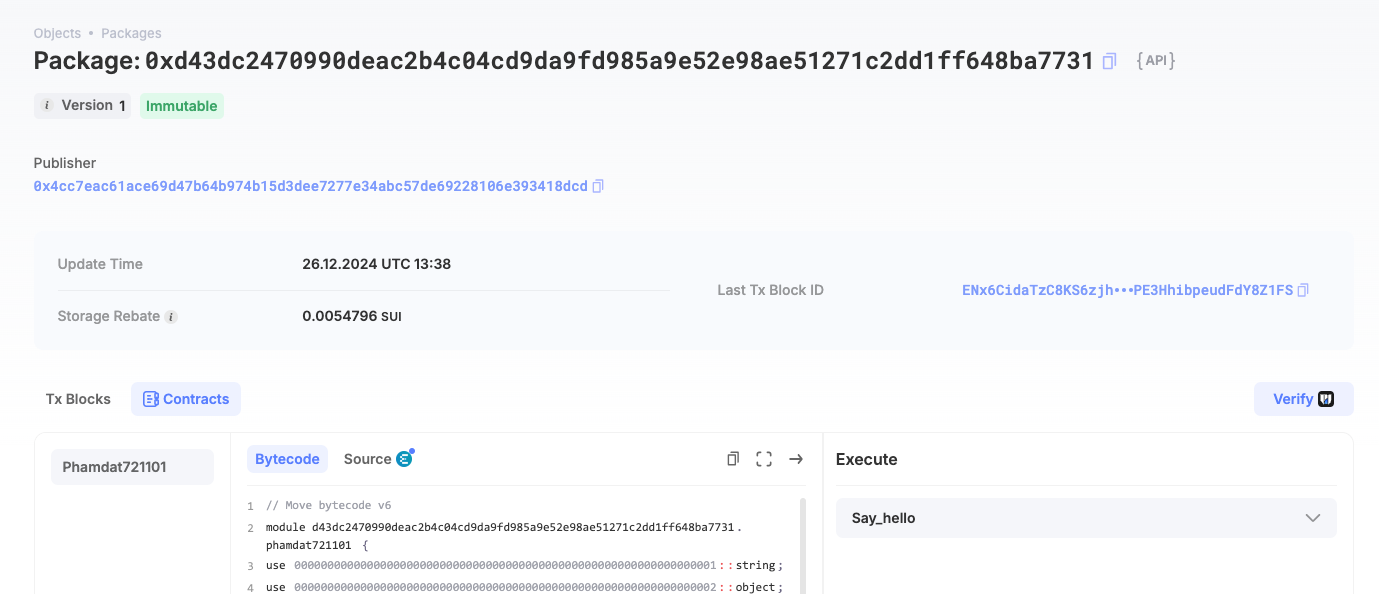 Objects • Packages
Package: 0xd43dc2470990deac2b4c04cd9da9fd985a9e52e98ae51271c2dd1ff648ba7731 {API}
i Version 1 Immutable
Publisher
0x4cc7eac61ace69d47b64b974b15d3dee7277e34abc57de69228106e393418dcd
Update Time 26.12.2024 UTC 13:38
Last Tx Block ID ENx6CidaTzC8KS6zjh•••PE3HhibpeudFdY8Z1FS
Storage Rebate i 0.0054796 SUI
Tx Blocks Contracts Verify
Phamdat721101
Bytecode Source
Execute
Say_hello
1 // Move bytecode v6
2 module d43dc2470990deac2b4c04cd9da9fd985a9e52e98ae51271c2dd1ff648ba7731.
phamdat721101 {
3 use 0000000000000000000000000000000000000000000000000000000000000001::string;
4 use 0000000000000000000000000000000000000000000000000000000000000002::object;